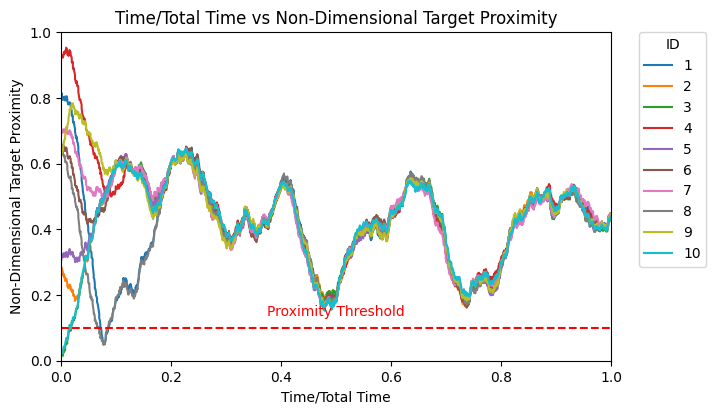 Time/Total Time vs Non-Dimensional Target Proximity
Non-Dimensional Target Proximity
1.0
0.8
0.6
0.4
0.2
0.0
Proximity Threshold
0.0 0.2 0.4 0.6 0.8 1.0
Time/Total Time
ID
1
2
3
4
5
6
7
8
9
10